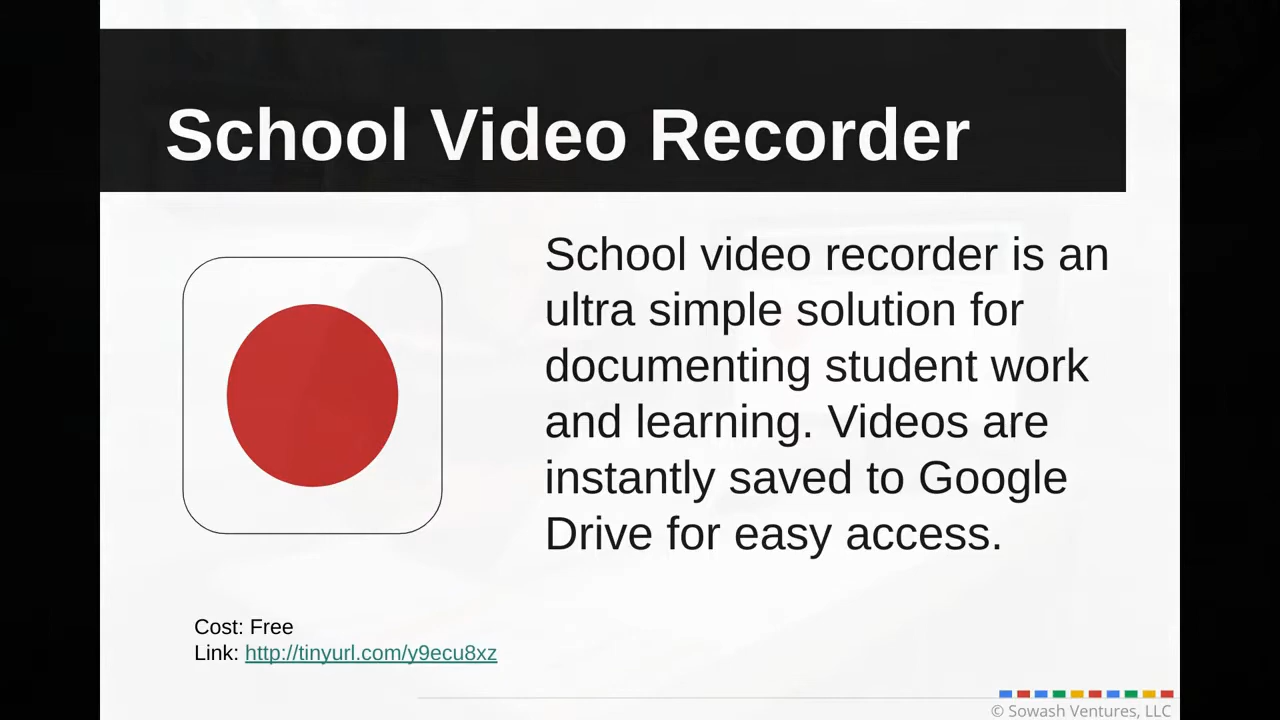 School Video Recorder
School video recorder is an
ultra simple solution for
documenting student work
and learning. Videos are
instantly saved to Google
Drive for easy access.
Cost: Free
Link: http://tinyurl.com/y9ecu8xz
© Sowash Ventures, LLC